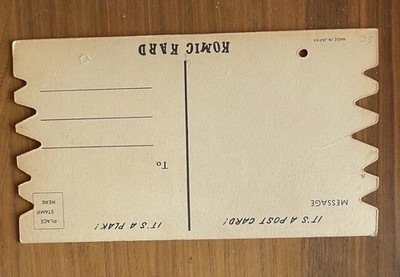 IT'S A POST CARD!
IT'S A PLAK!
PLACE
STAMP
HERE
MESSAGE
To
MADE IN JAPAN
KOMIC KARD